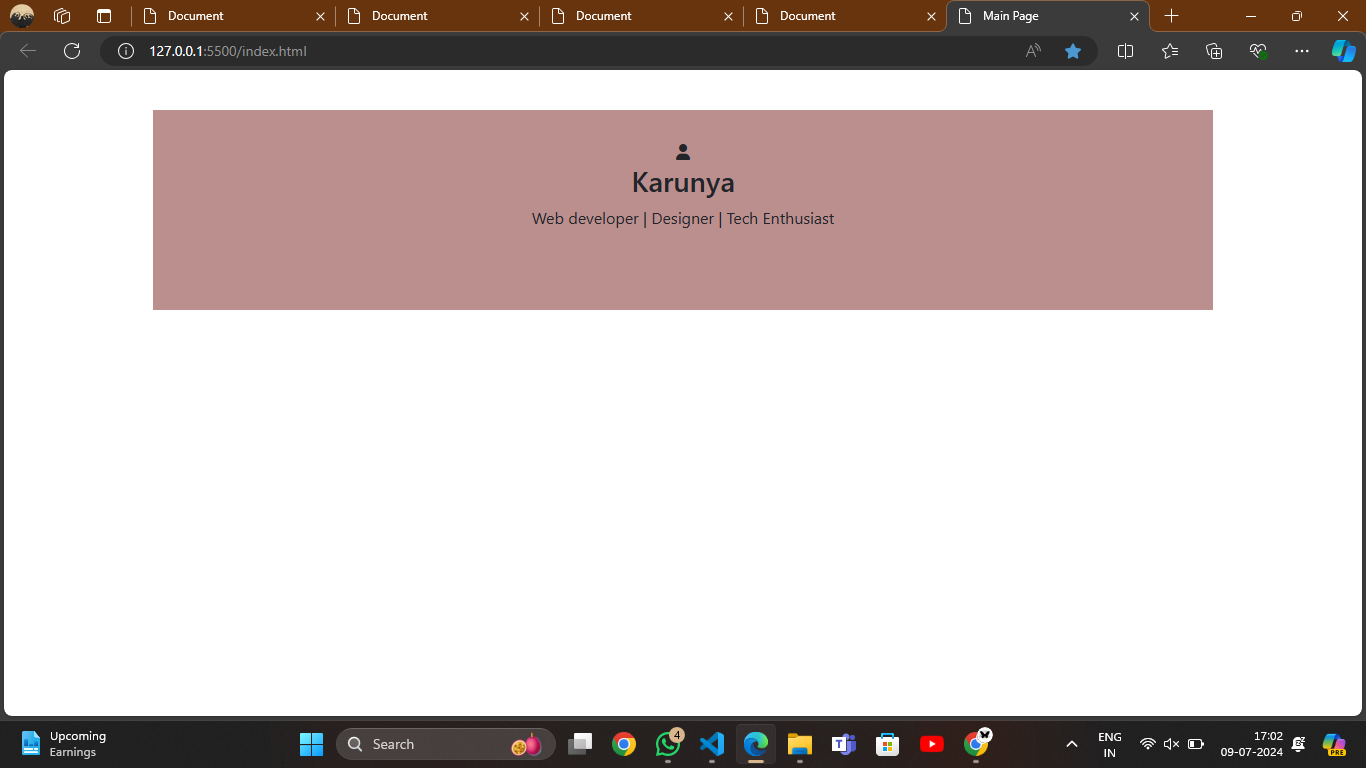 Document
Document
Document
Document
Main Page
127.0.0.1:5500/index.html
Karunya
Web developer | Designer | Tech Enthusiast
Upcoming
Earnings
Search
4
ENG
IN
17:02
09-07-2024
PRE